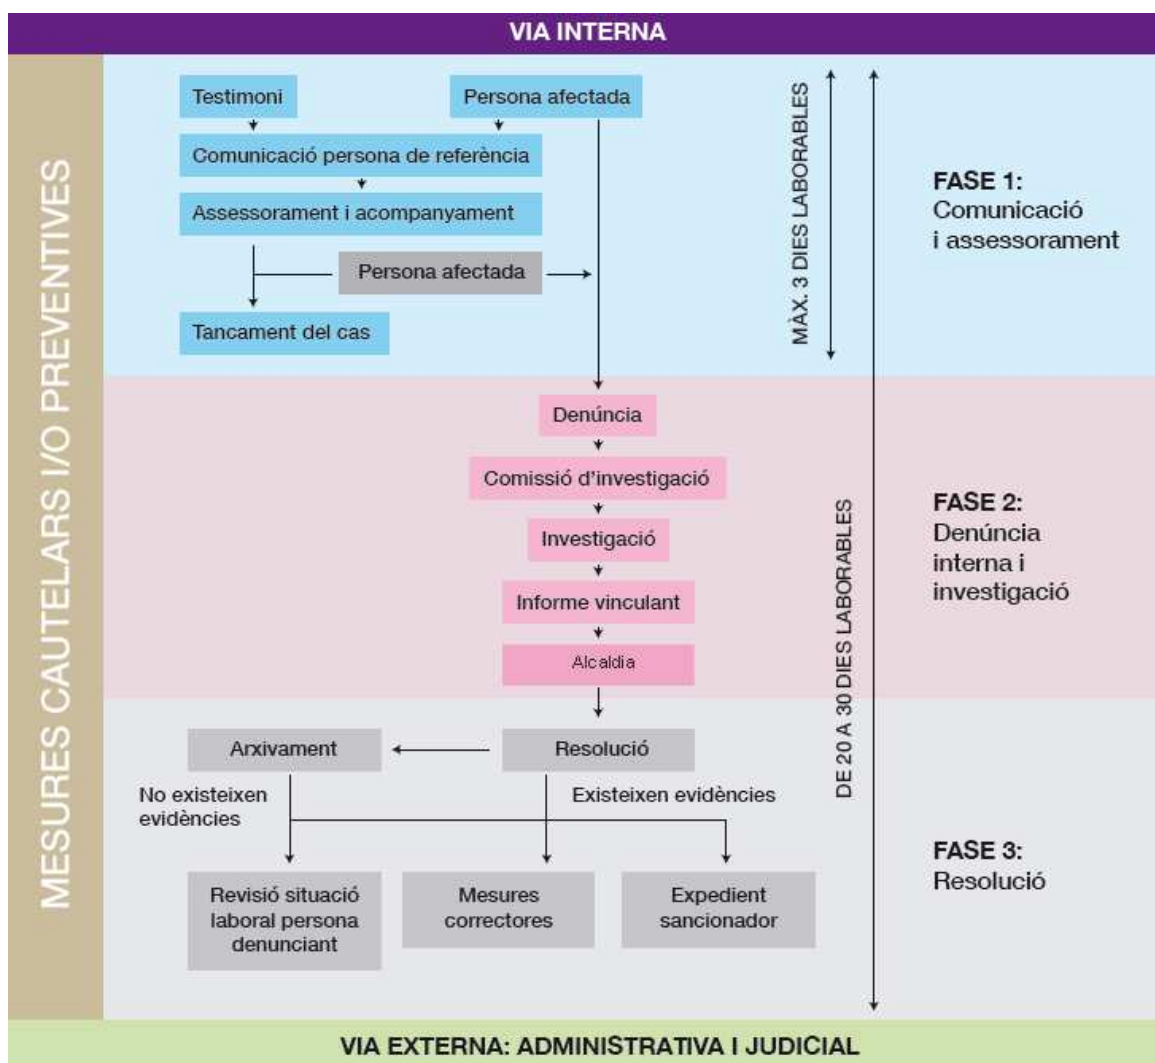 VIA INTERNA
MESURES CAUTELARS I/O PREVENTIVES
Testimoni
Persona afectada
Comunicació persona de referència
Assessorament i acompanyament
Persona afectada
Tancament del cas
MÀX. 3 DIES LABORABLES
FASE 1:
Comunicació
i assessorament
Denúncia
Comissió d'investigació
Investigació
Informe vinculant
Alcaldia
DE 20 A 30 DIES LABORABLES
FASE 2:
Denúncia
interna i
investigació
Arxivament
Resolució
No existeixen
evidències
Existeixen evidències
Revisió situació
laboral persona
denunciant
Mesures
correctores
Expedient
sancionador
FASE 3:
Resolució
VIA EXTERNA: ADMINISTRATIVA I JUDICIAL